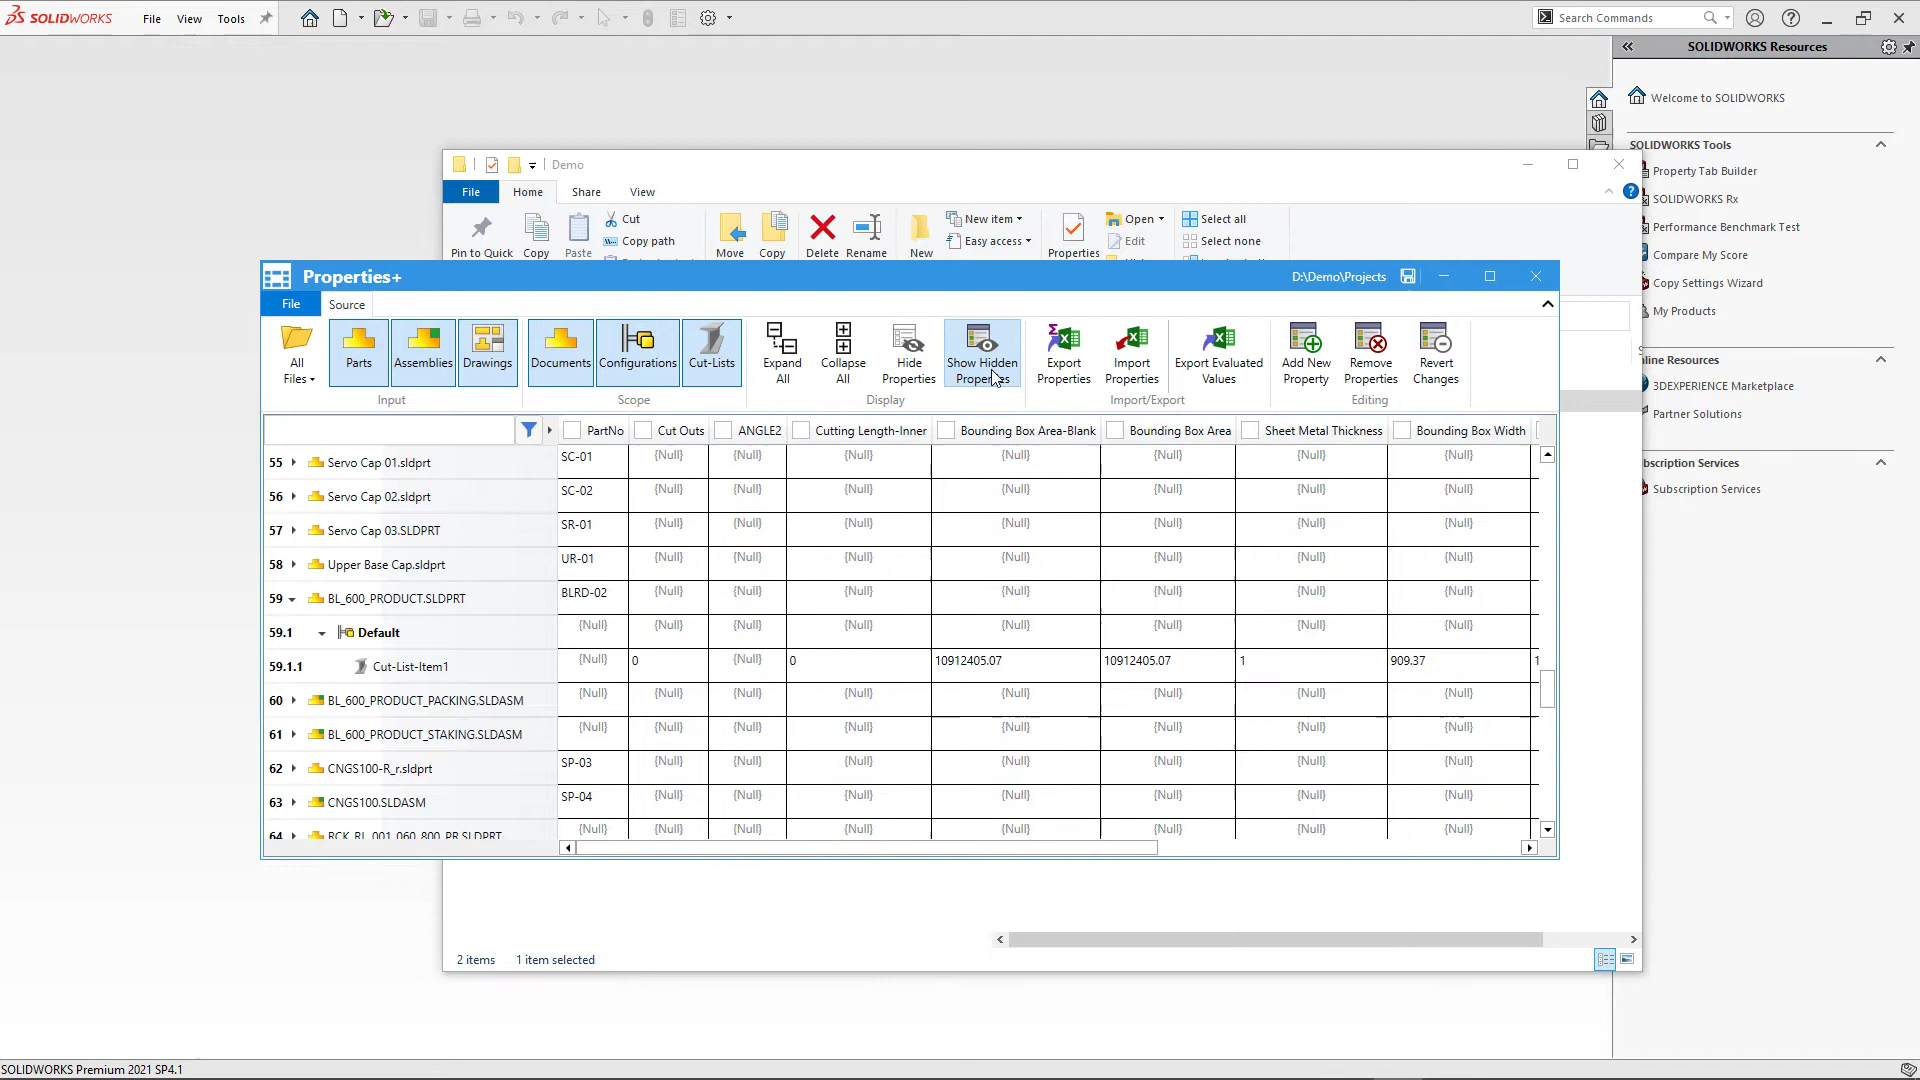 SOLIDWORKS File View Tools
Search Commands
SOLIDWORKS Resources
Welcome to SOLIDWORKS
SOLIDWORKS Tools
Property Tab Builder
SOLIDWORKS Rx
Performance Benchmark Test
Compare My Score
Copy Settings Wizard
My Products
nline Resources
3DEXPERIENCE Marketplace
Partner Solutions
bscription Services
Subscription Services
Demo
File Home Share View
Pin to Quick
Copy
Paste
Cut
Copy path
Move
Copy
Delete
Rename
New
New item
Easy access
Properties
Open
Edit
Select all
Select none
Properties+ D:\Demo\Projects
File Source
All Files
Parts
Assemblies
Drawings
Input
Documents
Configurations
Cut-Lists
Scope
Expand All
Collapse All
Hide Properties
Show Hidden Properties
Display
Export Properties
Import Properties
Export Evaluated Values
Import/Export
Add New Property
Remove Properties
Revert Changes
Editing
PartNo Cut Outs ANGLE2 Cutting Length-Inner Bounding Box Area-Blank Bounding Box Area Sheet Metal Thickness Bounding Box Width
55 Servo Cap 01.sldprt SC-01 {Null} {Null} {Null} {Null} {Null} {Null} {Null}
56 Servo Cap 02.sldprt SC-02 {Null} {Null} {Null} {Null} {Null} {Null} {Null}
57 Servo Cap 03.SLDPRT SR-01 {Null} {Null} {Null} {Null} {Null} {Null} {Null}
58 Upper Base Cap.sldprt UR-01 {Null} {Null} {Null} {Null} {Null} {Null} {Null}
59 BL_600_PRODUCT.SLDPRT BLRD-02 {Null} {Null} {Null} {Null} {Null} {Null} {Null}
59.1 Default {Null} {Null} {Null} {Null} {Null} {Null} {Null} {Null}
59.1.1 Cut-List-Item1 {Null} 0 {Null} 0 10912405.07 10912405.07 1 909.37 1
60 BL_600_PRODUCT_PACKING.SLDASM {Null} {Null} {Null} {Null} {Null} {Null} {Null} {Null}
61 BL_600_PRODUCT_STAKING.SLDASM {Null} {Null} {Null} {Null} {Null} {Null} {Null} {Null}
62 CNGS100-R_r.sldprt SP-03 {Null} {Null} {Null} {Null} {Null} {Null} {Null}
63 CNGS100.SLDASM SP-04 {Null} {Null} {Null} {Null} {Null} {Null} {Null}
64 RCK_BL_001_060_800_PR.SLDPRT {Null} {Null} {Null} {Null} {Null} {Null} {Null} {Null}
2 items 1 item selected
SOLIDWORKS Premium 2021 SP4.1